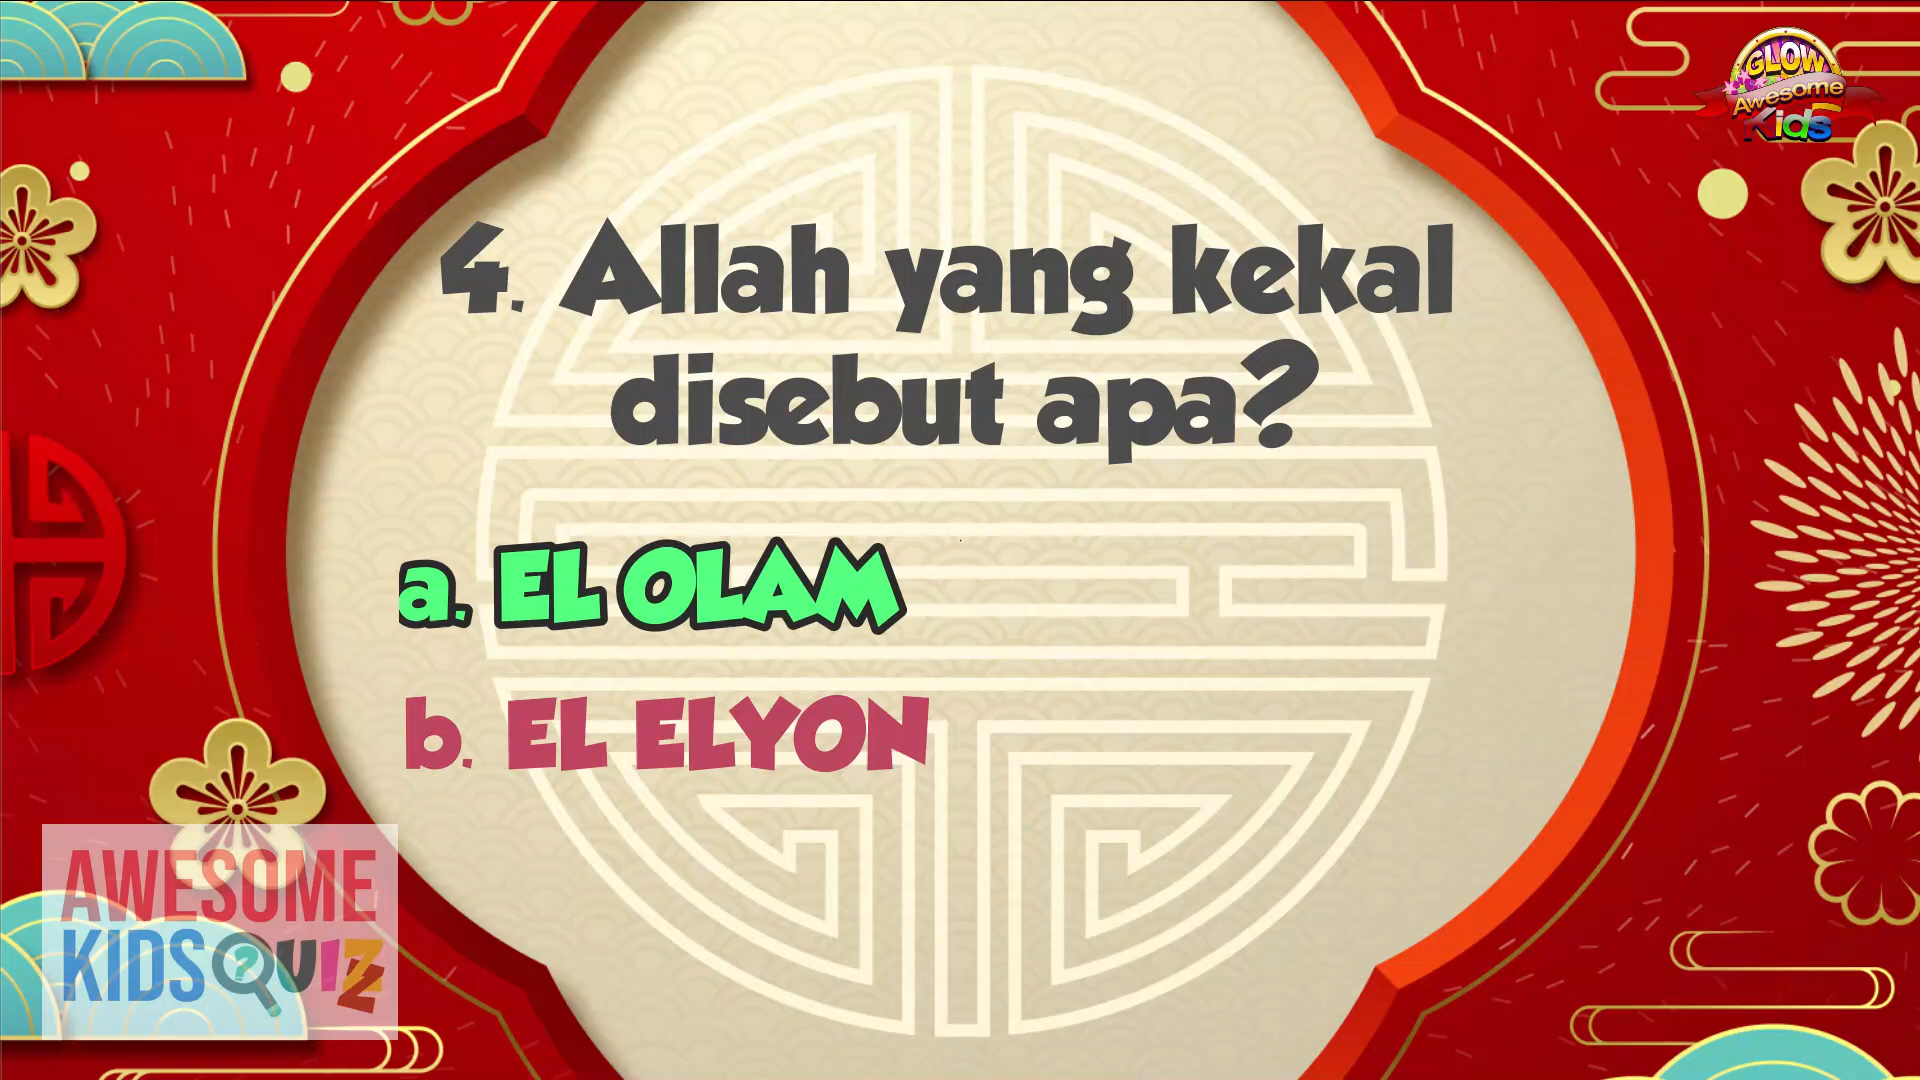 GLOW
Awesome
Kids
4. Allah yang kekal
disebut apa?
a. EL OLAM
b. EL ELYON
AWESOME
KIDS QUIZ